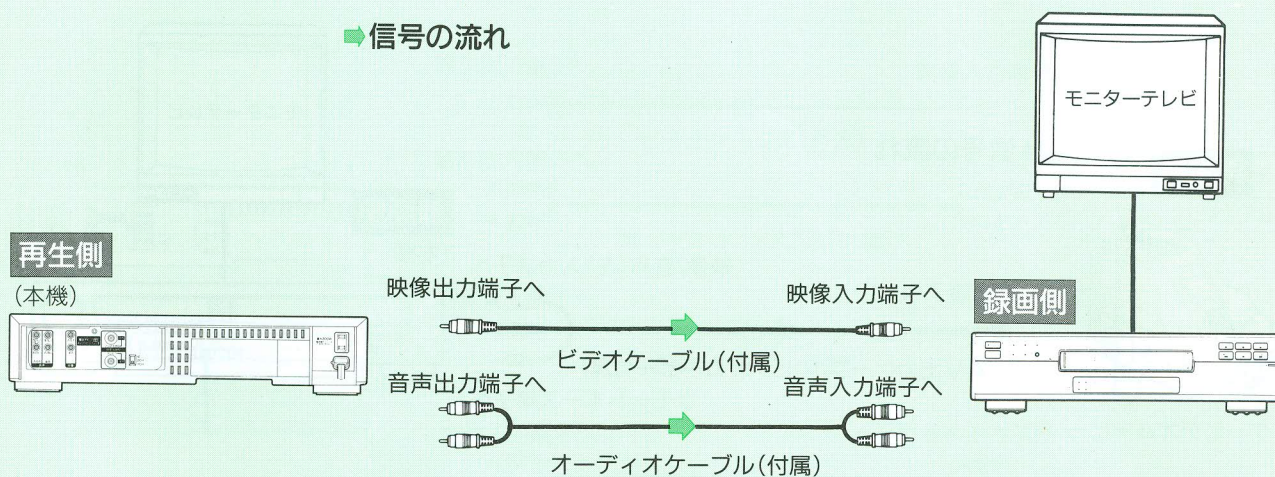 ➡信号の流れ
モニターテレビ
再生側
(本機)
映像出力端子へ
映像入力端子へ
録画側
ビデオケーブル(付属)
音声出力端子へ
音声入力端子へ
オーディオケーブル(付属)